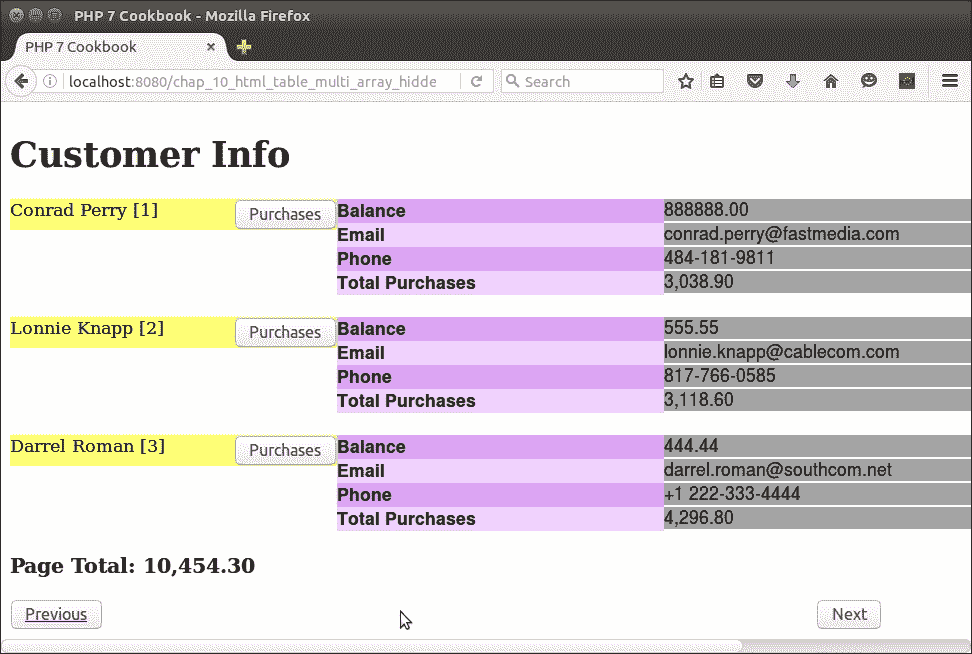 PHP 7 Cookbook - Mozilla Firefox
PHP 7 Cookbook
localhost:8080/chap_10_html_table_multi_array_hidde
Search
Customer Info
Conrad Perry [1] Purchases Balance 888888.00
Email conrad.perry@fastmedia.com
Phone 484-181-9811
Total Purchases 3,038.90
Lonnie Knapp [2] Purchases Balance 555.55
Email lonnie.knapp@cablecom.com
Phone 817-766-0585
Total Purchases 3,118.60
Darrel Roman [3] Purchases Balance 444.44
Email darrel.roman@southcom.net
Phone +1 222-333-4444
Total Purchases 4,296.80
Page Total: 10,454.30
Previous Next